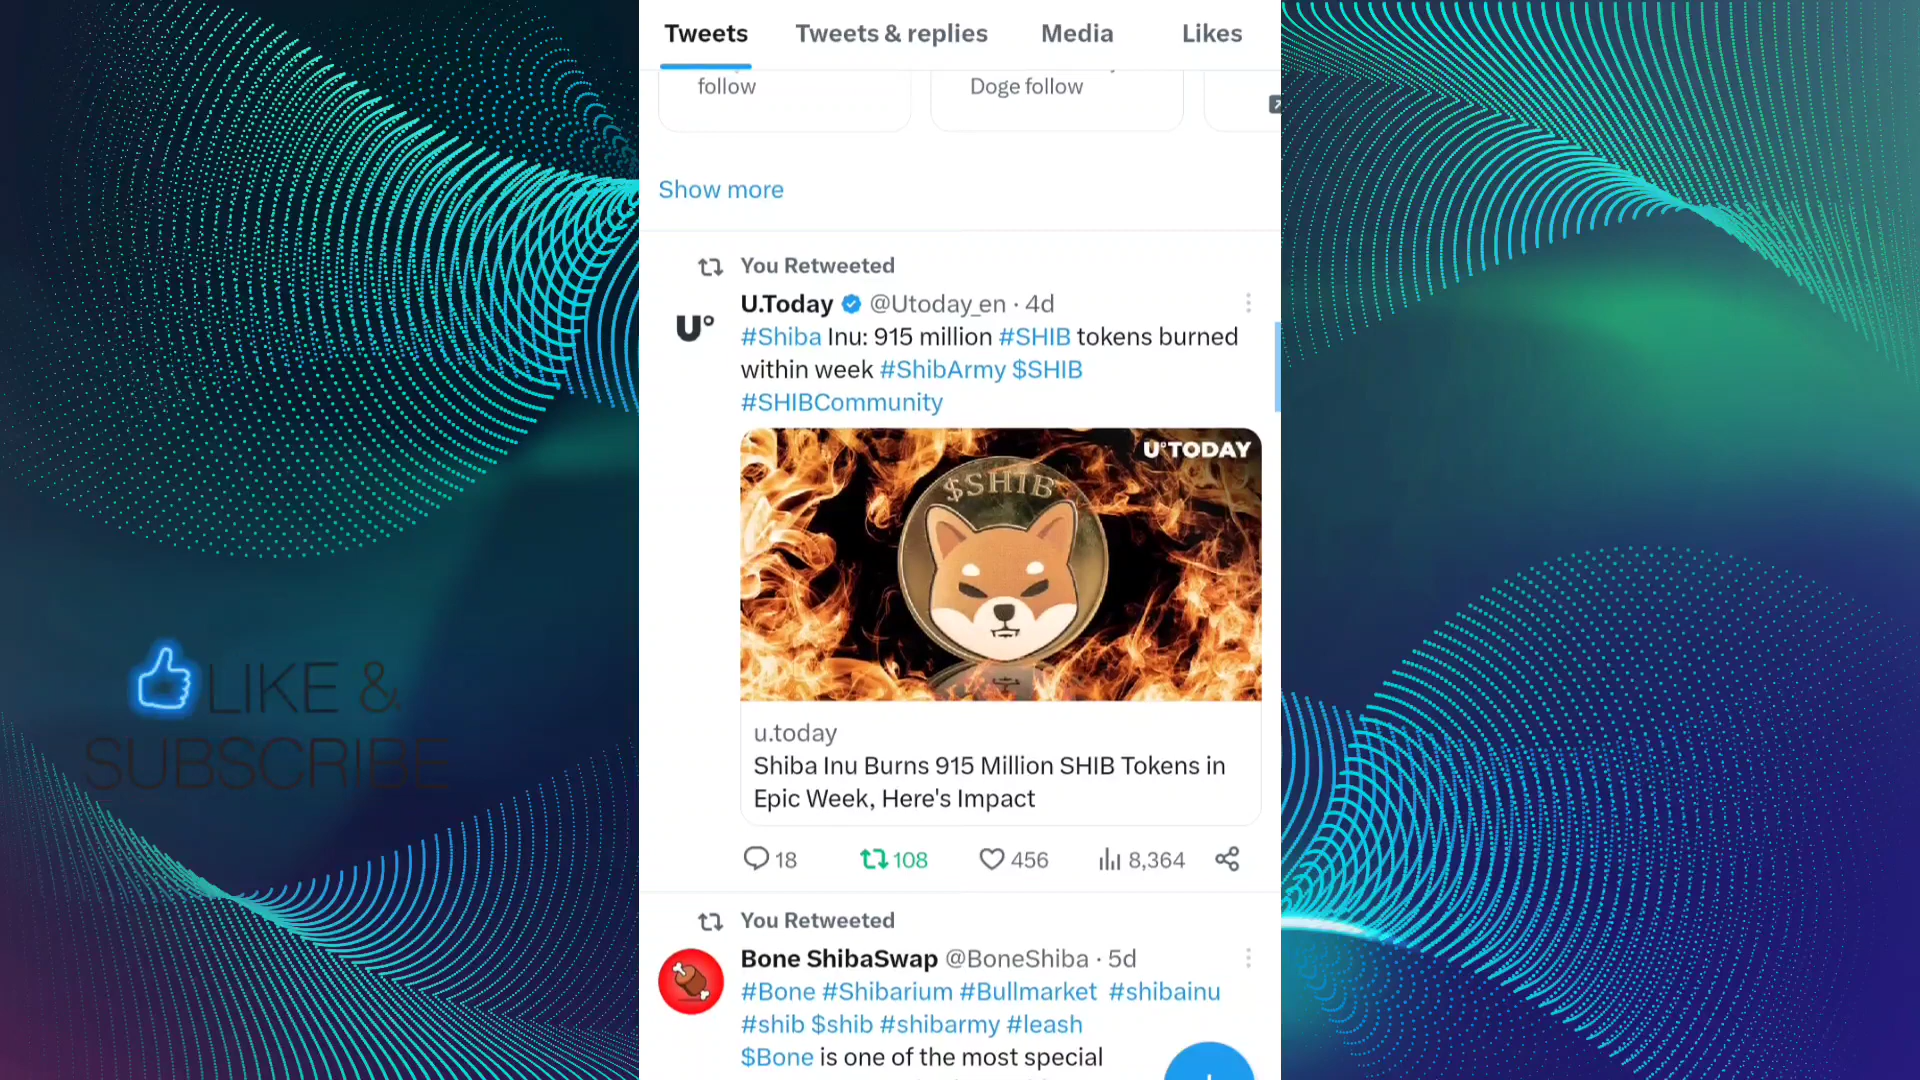 Tweets Tweets & replies Media Likes
follow
Doge follow
Show more
You Retweeted
U.Today @Utoday_en · 4d
#Shiba Inu: 915 million #SHIB tokens burned
within week #ShibArmy $SHIB
#SHIBCommunity
U°TODAY
$SHIB
u.today
Shiba Inu Burns 915 Million SHIB Tokens in
Epic Week, Here's Impact
18 108 456 8,364
You Retweeted
Bone ShibaSwap @BoneShiba · 5d
#Bone #Shibarium #Bullmarket #shibainu
#shib $shib #shibarmy #leash
$Bone is one of the most special
LIKE &
SUBSCRIBE
U°